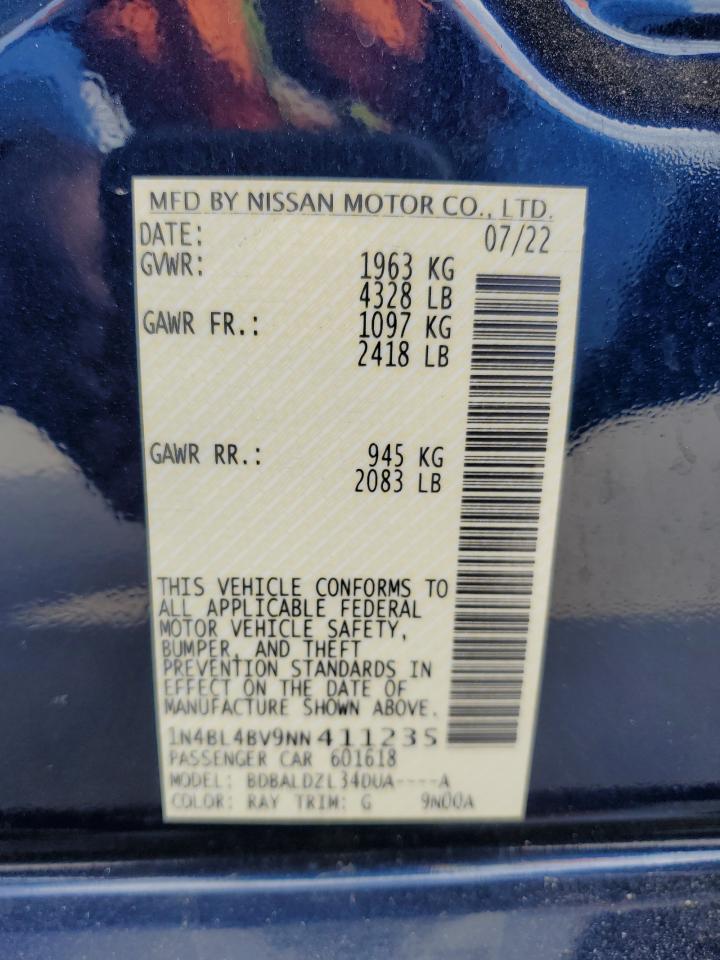 MFD BY NISSAN MOTOR CO., LTD.
DATE: 07/22
GVWR: 1963 KG
4328 LB
GAWR FR.: 1097 KG
2418 LB
GAWR RR.: 945 KG
2083 LB
THIS VEHICLE CONFORMS TO
ALL APPLICABLE FEDERAL
MOTOR VEHICLE SAFETY,
BUMPER, AND THEFT
PREVENTION STANDARDS IN
EFFECT ON THE DATE OF
MANUFACTURE SHOWN ABOVE.
1N4BL4BV9NN411235
PASSENGER CAR 601618
MODEL: BDBALDZL34DUA----A
COLOR: RAY TRIM: G 9N00A